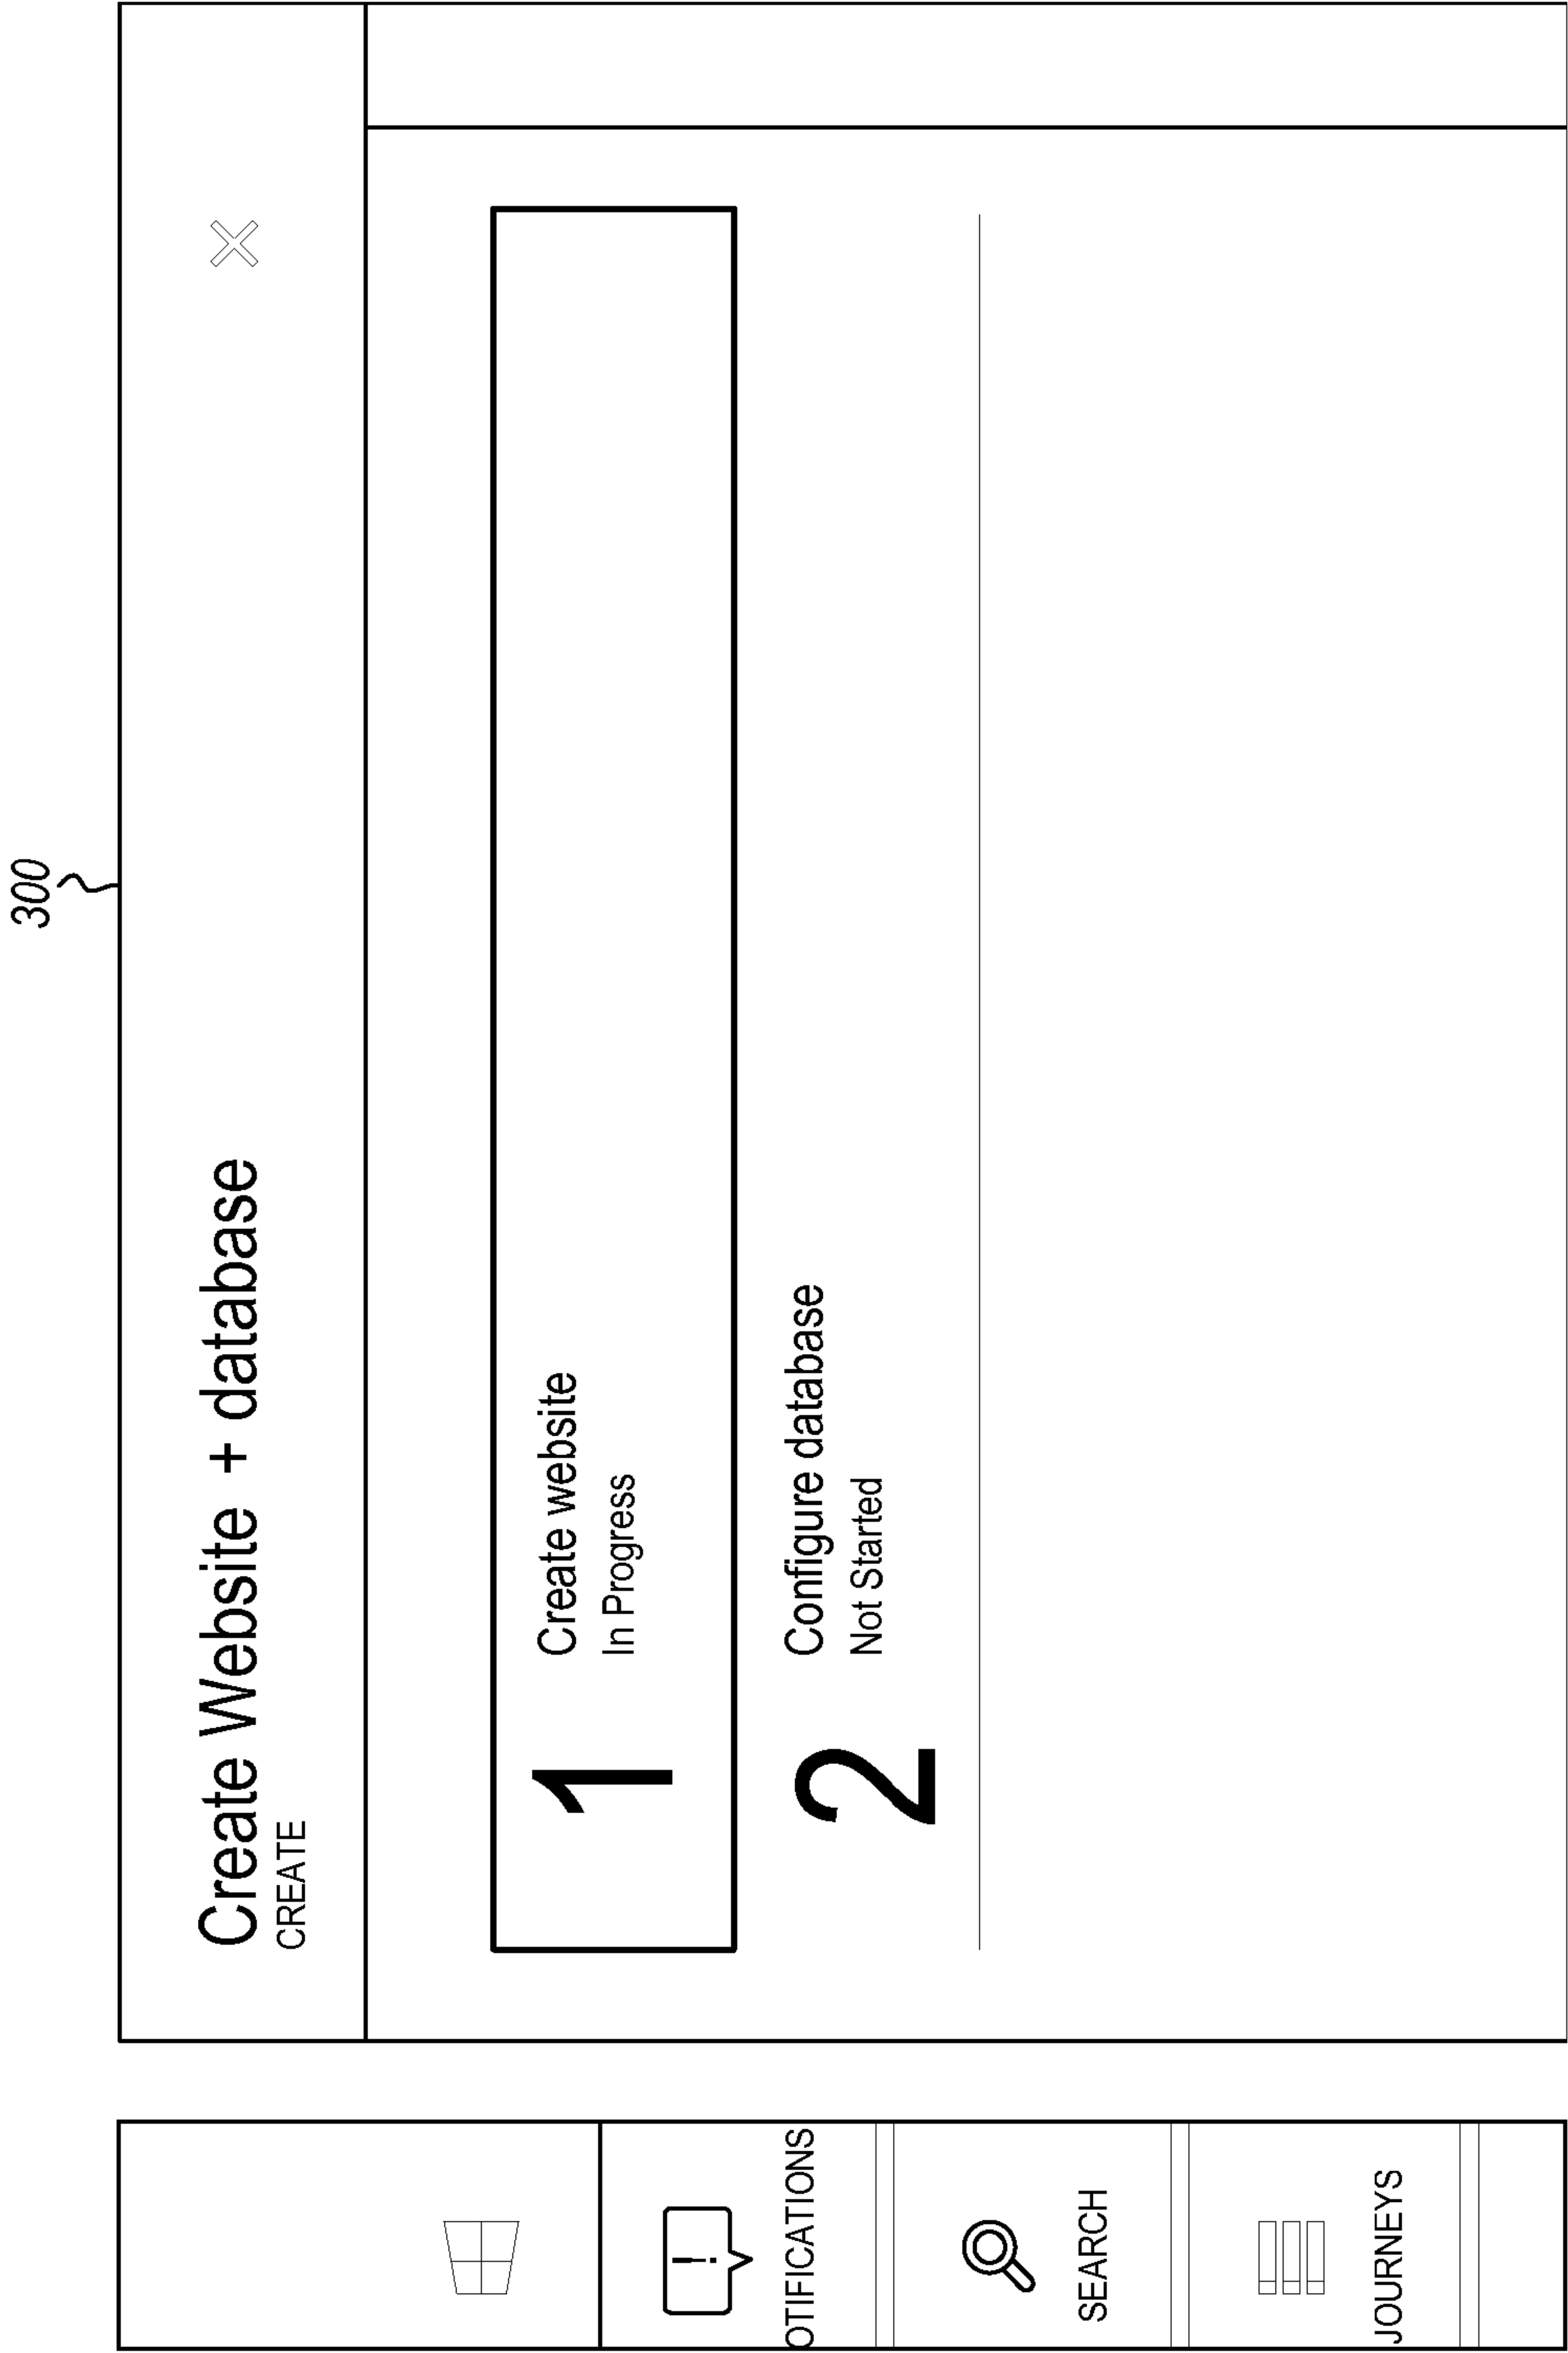 300
Create Website + database
CREATE
1
Create website
In Progress
2
Configure database
Not Started
!
OTIFICATIONS
SEARCH
JOURNEYS